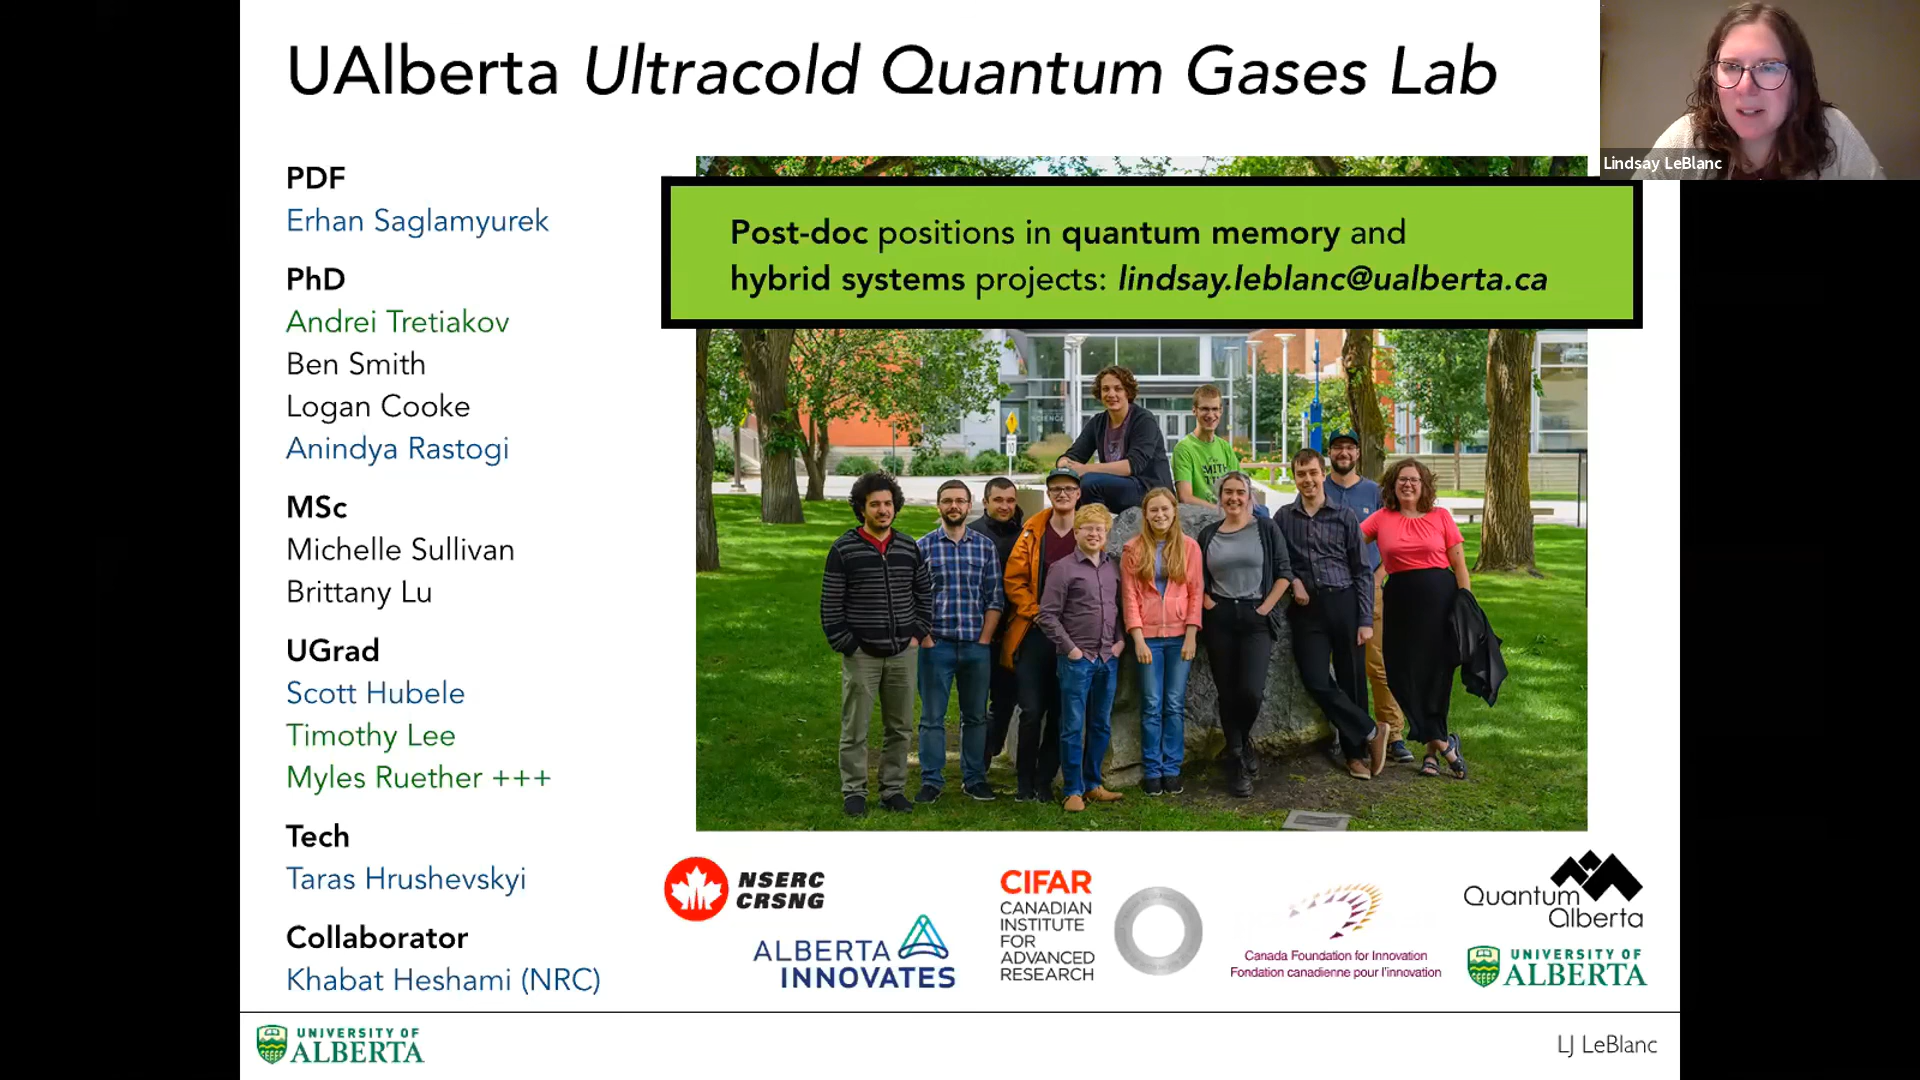 UAlberta Ultracold Quantum Gases Lab
Lindsay LeBlanc
PDF
Erhan Saglamyurek
PhD
Andrei Tretiakov
Ben Smith
Logan Cooke
Anindya Rastogi
MSc
Michelle Sullivan
Brittany Lu
UGrad
Scott Hubele
Timothy Lee
Myles Ruether +++
Tech
Taras Hrushevskyi
Collaborator
Khabat Heshami (NRC)
Post-doc positions in quantum memory and
hybrid systems projects: lindsay.leblanc@ualberta.ca
SMITH
NSERC
CRSNG
ALBERTA
INNOVATES
CIFAR
CANADIAN
INSTITUTE
FOR
ADVANCED
RESEARCH
Canada Foundation for Innovation
Fondation canadienne pour l'innovation
Quantum
Alberta
UNIVERSITY OF
ALBERTA
UNIVERSITY OF
ALBERTA
LJ LeBlanc